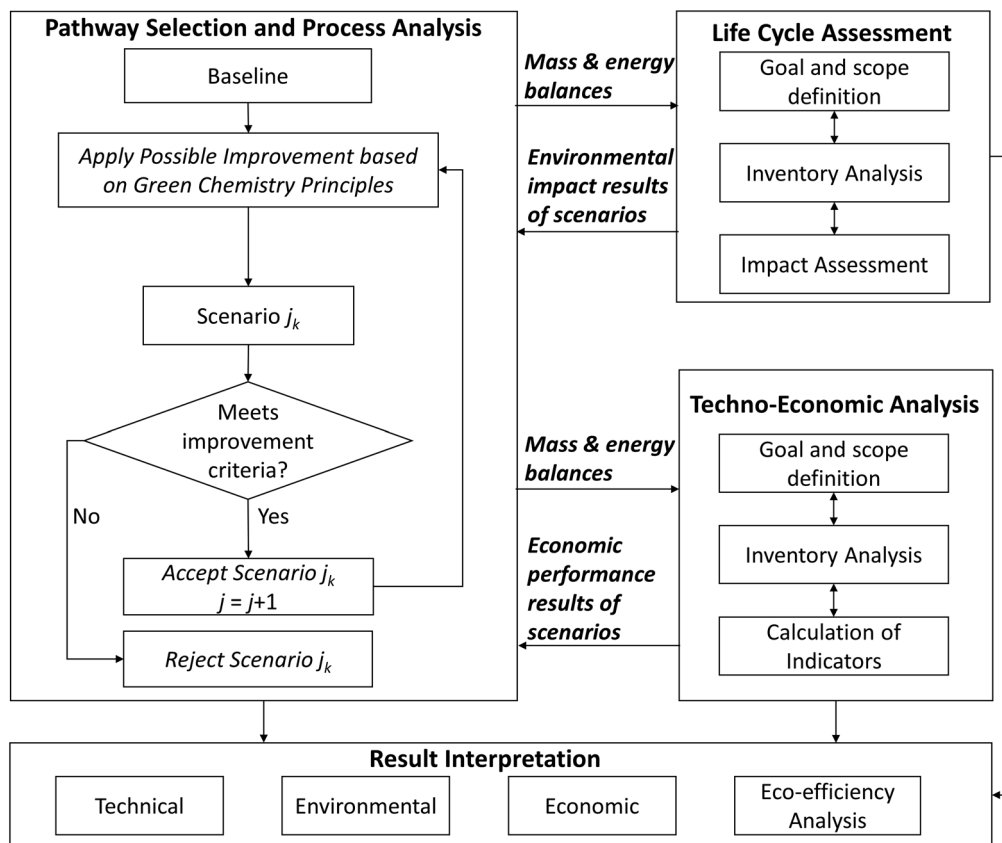 Pathway Selection and Process Analysis
Baseline
Apply Possible Improvement based
on Green Chemistry Principles
Scenario jk
Meets
improvement
criteria?
No
Yes
Accept Scenario jk
j = j+1
Reject Scenario jk
Mass & energy
balances
Environmental
impact results
of scenarios
Mass & energy
balances
Economic
performance
results of
scenarios
Life Cycle Assessment
Goal and scope
definition
Inventory Analysis
Impact Assessment
Techno-Economic Analysis
Goal and scope
definition
Inventory Analysis
Calculation of
Indicators
Result Interpretation
Technical
Environmental
Economic
Eco-efficiency
Analysis